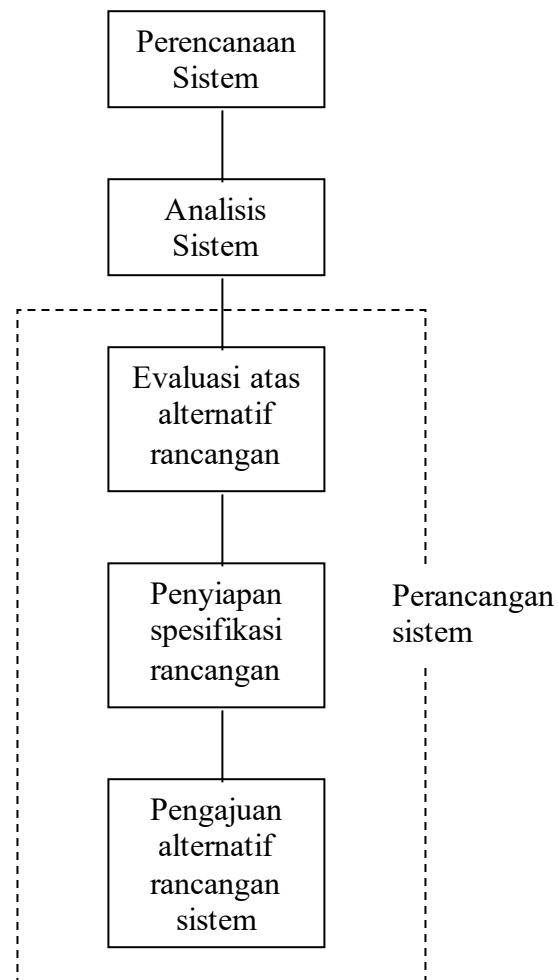 Perencanaan
Sistem
Analisis
Sistem
Evaluasi atas
alternatif
rancangan
Penyiapan
spesifikasi
rancangan
Perancangan
sistem
Pengajuan
alternatif
rancangan
sistem